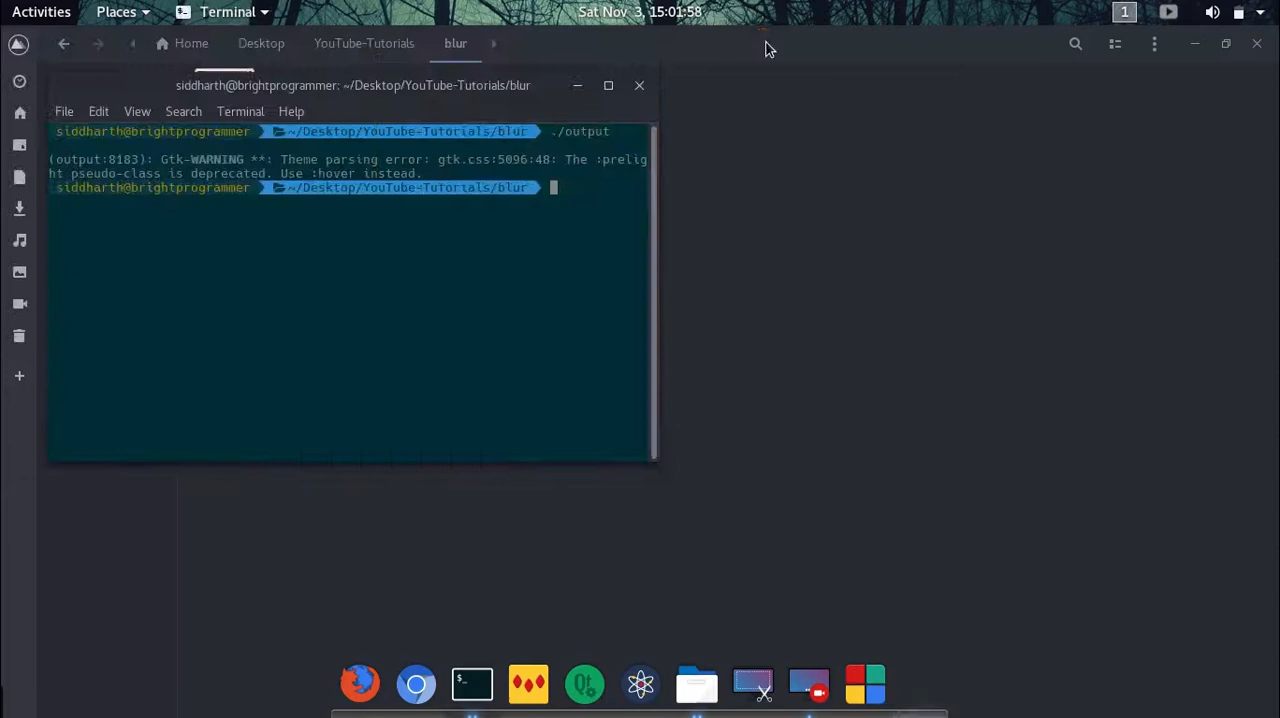 Activities Places Terminal Sat Nov 3, 15:01:58 1
Home Desktop YouTube-Tutorials blur
siddharth@brightprogrammer: ~/Desktop/YouTube-Tutorials/blur
File Edit View Search Terminal Help
siddharth@brightprogrammer ~/Desktop/YouTube-Tutorials/blur ./output
(output:8183): Gtk-WARNING **: Theme parsing error: gtk.css:5096:48: The :prelig
ht pseudo-class is deprecated. Use :hover instead.
siddharth@brightprogrammer ~/Desktop/YouTube-Tutorials/blur
$_
Qt